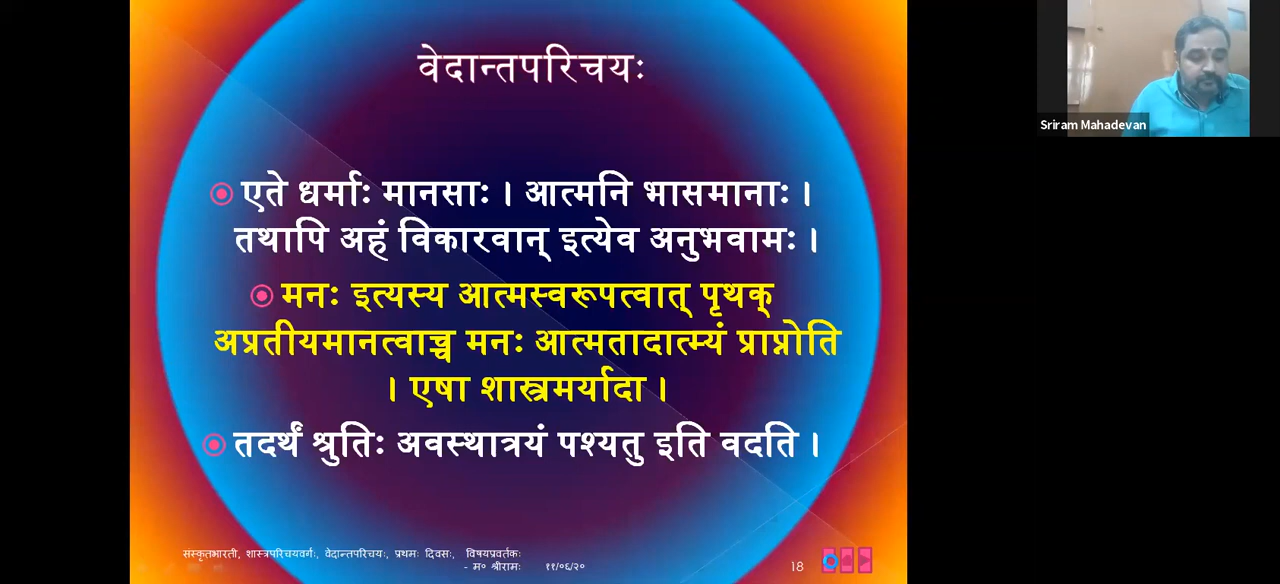 वेदान्तपरिचयः
एते धर्माः मानसाः । आत्मनि भासमानाः ।
तथापि अहं विकारवान् इत्येव अनुभवामः ।
मनः इत्यस्य आत्मस्वरूपत्वात् पृथक्
अप्रतीयमानत्वाच्च मनः आत्मतादात्म्यं प्राप्नोति
। एषा शास्त्रमर्यादा ।
तदर्थं श्रुतिः अवस्थात्रयं पश्यतु इति वदति ।
संस्कृतभारती, शास्त्रपरिचयवर्गः, वेदान्तपरिचयः, प्रथमः दिवसः, विषयप्रवर्तकः
- म० श्रीरामः ११/०६/२०
18
Sriram Mahadevan